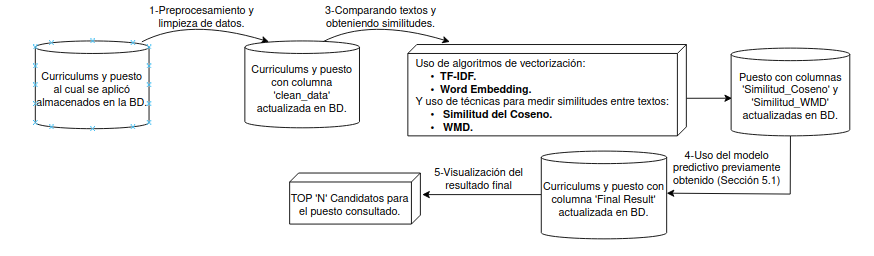 1-Preprocesamiento y
limpieza de datos.
3-Comparando textos y
obteniendo similitudes.
Curriculums y puesto
al cual se aplicó
almacenados en la BD.
Curriculums y puesto
con columna
'clean_data'
actualizada en BD.
Uso de algoritmos de vectorización:
• TF-IDF.
• Word Embedding.
Y uso de técnicas para medir similitudes entre textos:
• Similitud del Coseno.
• WMD.
Puesto con columnas
'Similitud_Coseno' y
'Similitud_WMD'
actualizadas en BD.
4-Uso del modelo
predictivo previamente
obtenido (Sección 5.1)
Curriculums y puesto con
columna 'Final Result'
actualizada en BD.
5-Visualización del
resultado final
TOP 'N' Candidatos para
el puesto consultado.